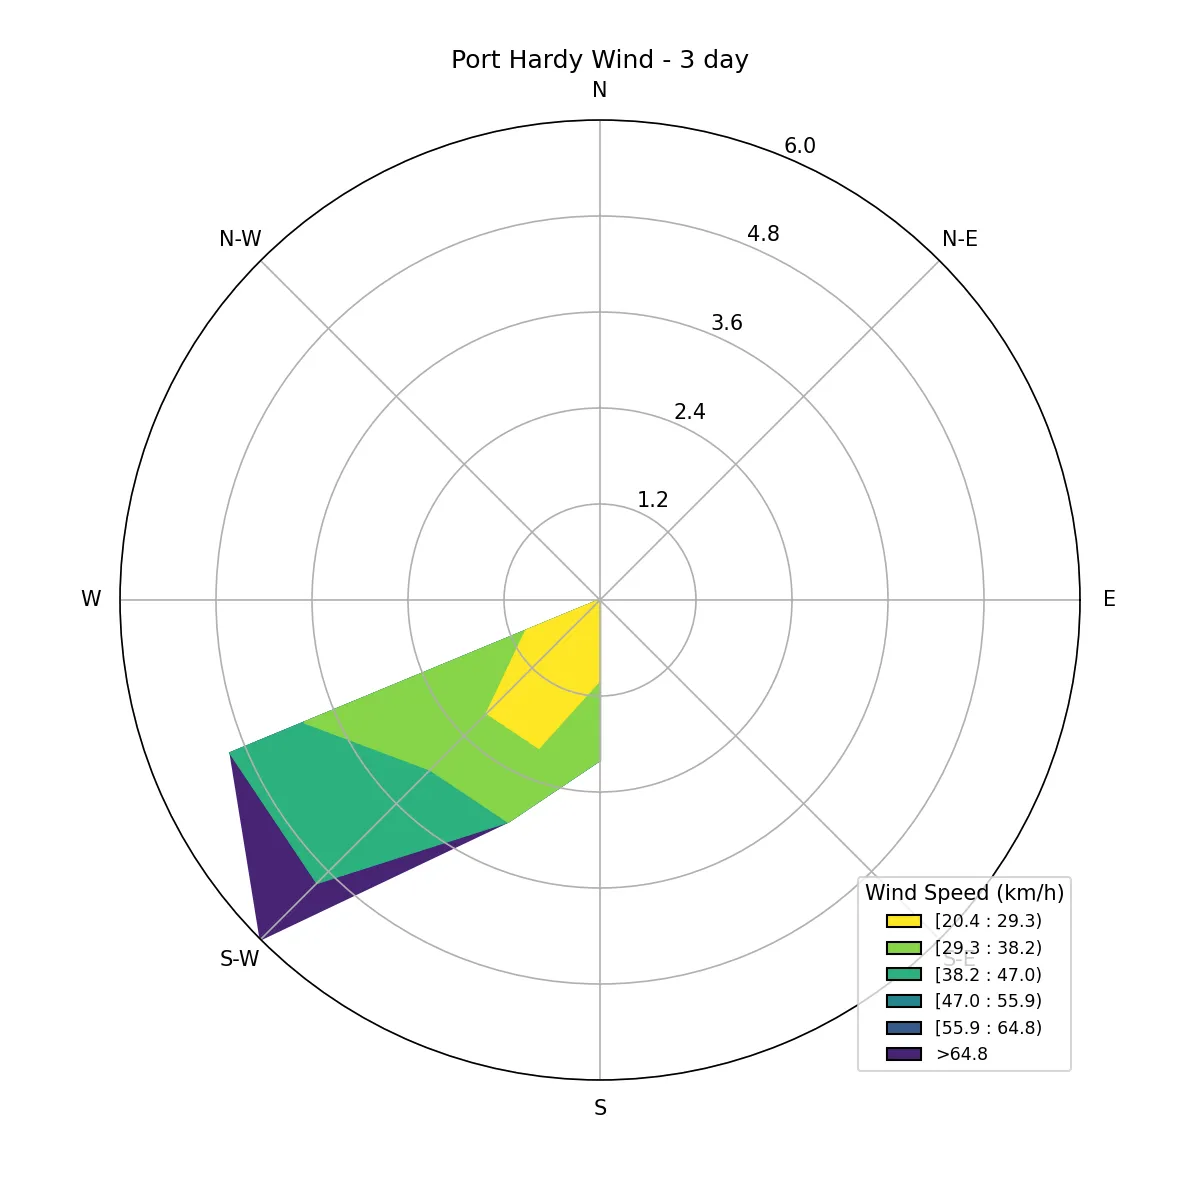 Port Hardy Wind - 3 day
N
6.0
4.8
N-W
N-E
3.6
2.4
1.2
W
E
Wind Speed (km/h)
[20.4 : 29.3)
[29.3 : 38.2)
S-W
S-E
[38.2 : 47.0)
[47.0 : 55.9)
[55.9 : 64.8)
>64.8
S